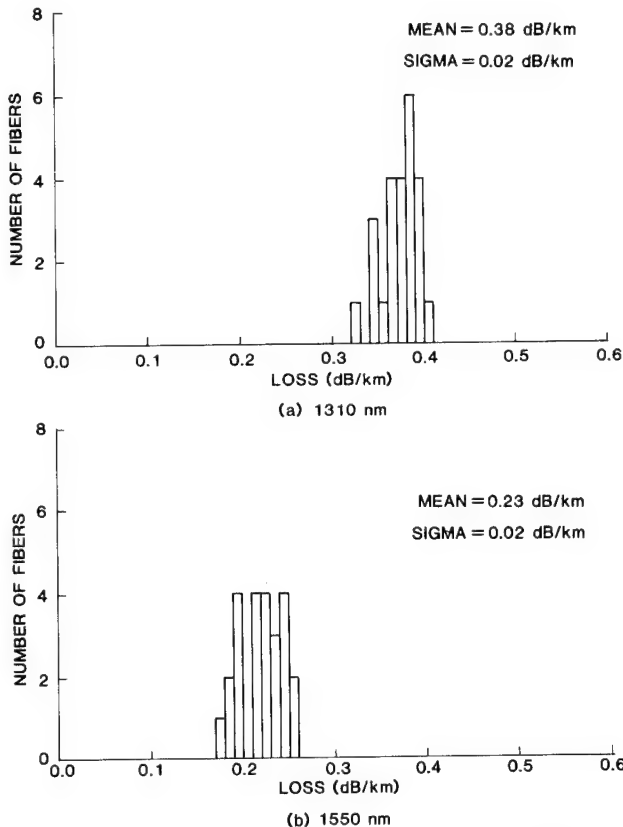 8
MEAN = 0.38 dB/km
SIGMA = 0.02 dB/km
6
4
2
0
NUMBER OF FIBERS
0.0 0.1 0.2 0.3 0.4 0.5 0.6
LOSS (dB/km)
(a) 1310 nm
8
MEAN = 0.23 dB/km
SIGMA = 0.02 dB/km
6
4
2
0
NUMBER OF FIBERS
0.0 0.1 0.2 0.3 0.4 0.5 0.6
LOSS (dB/km)
(b) 1550 nm